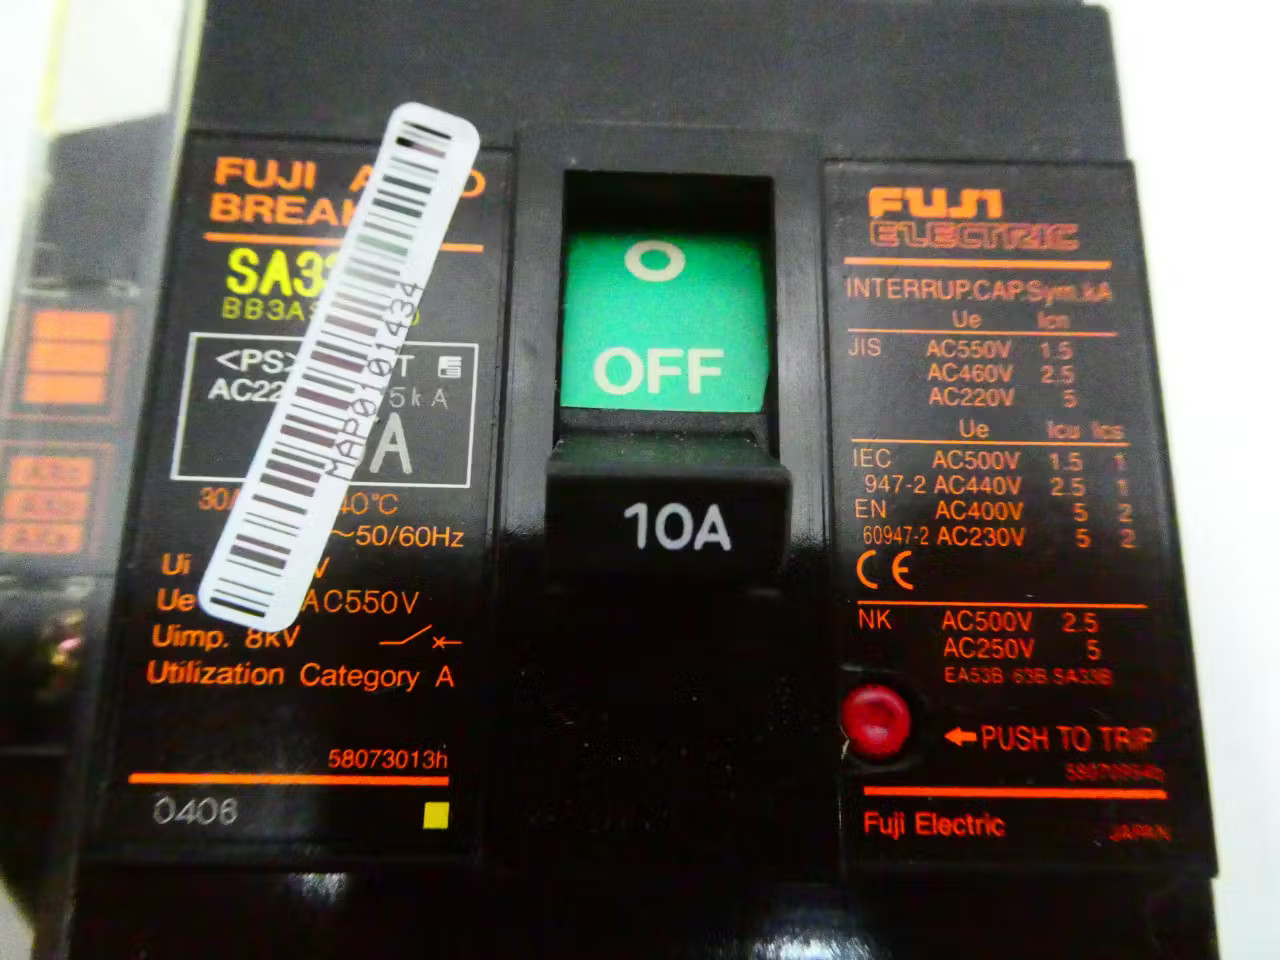 FUJI
BREA
SA33
BB3A
<PS>
AC22 5kA
A
30A 40°C
~50/60Hz
Ui V
Ue AC550V
Uimp. 8kV
Utilization Category A
58073013h
0406
MAP0101434
O
OFF
10A
FUJI
ELECTRIC
INTERRUP.CAP.Sym.kA
Ue Icn
JIS AC550V 1.5
AC460V 2.5
AC220V 5
Ue Icu Ics
IEC AC500V 1.5 1
947-2 AC440V 2.5 1
EN AC400V 5 2
60947-2 AC230V 5 2
CE
NK AC500V 2.5
AC250V 5
EA53B 63B SA33B
←PUSH TO TRIP
Fuji Electric JAPAN